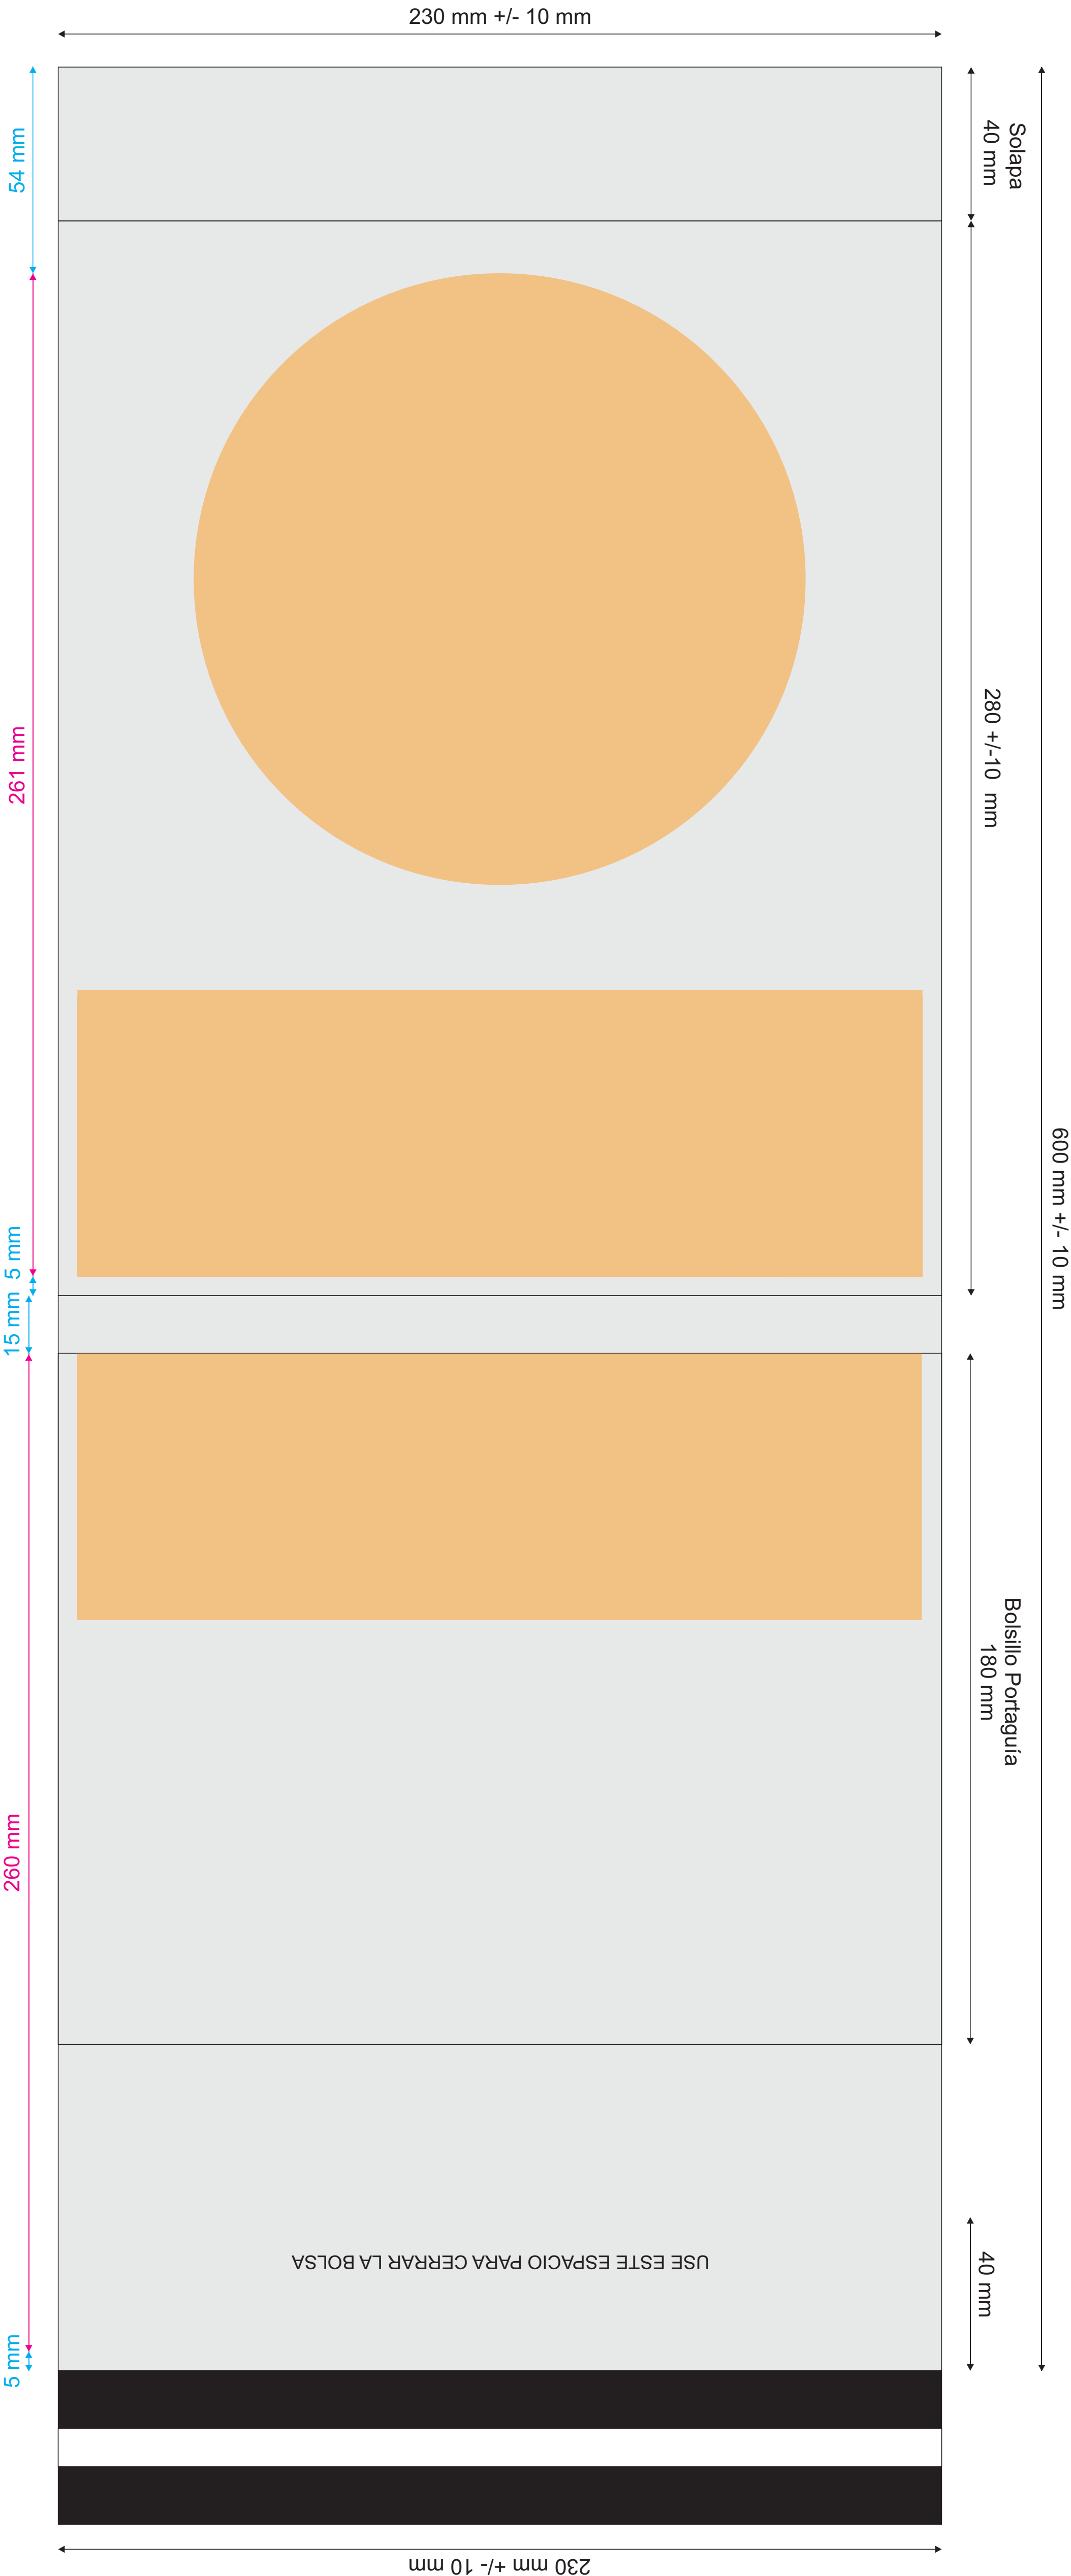 230 mm +/- 10 mm
54 mm
Solapa
40 mm
261 mm
280 +/-10 mm
600 mm +/- 10 mm
5 mm
15 mm
Bolsillo Portaguía
180 mm
260 mm
USE ESTE ESPACIO PARA CERRAR LA BOLSA
40 mm
5 mm
230 mm +/- 10 mm